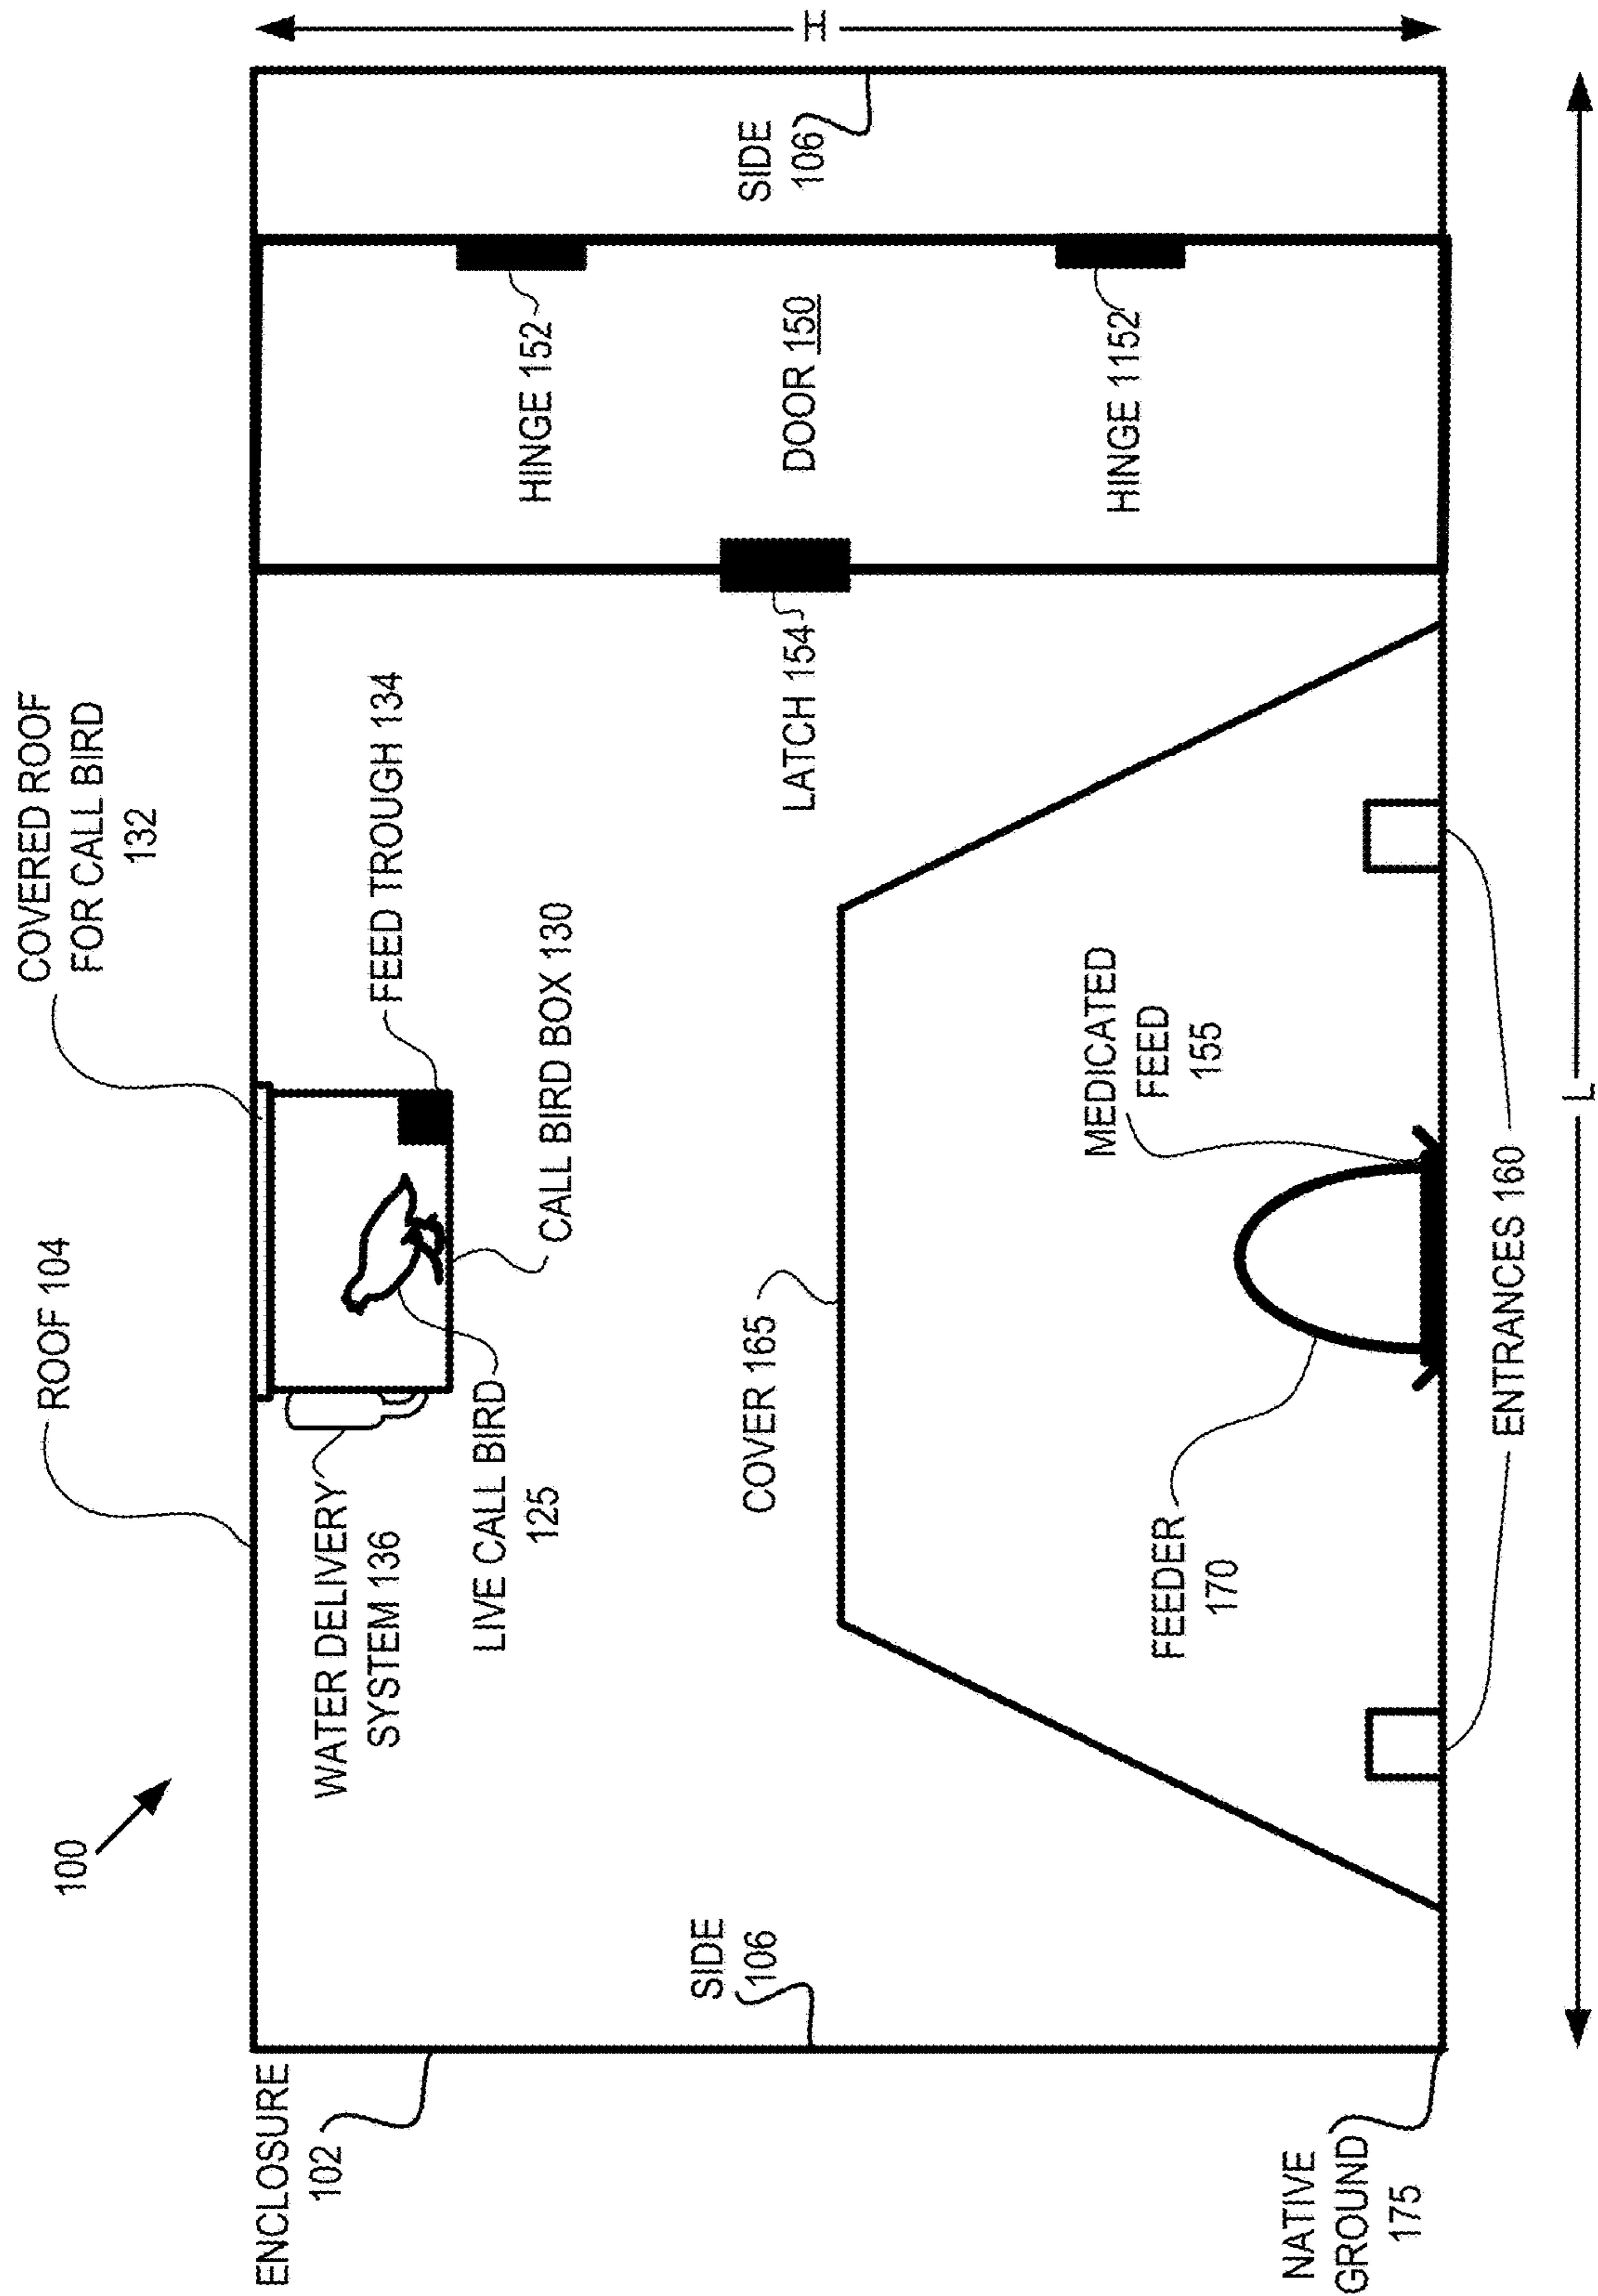 100
ROOF 104
COVERED ROOF
FOR CALL BIRD
132
ENCLOSURE
102
WATER DELIVERY
SYSTEM 136
LIVE CALL BIRD
125
FEED TROUGH 134
CALL BIRD BOX 130
HINGE 152
SIDE
106
SIDE
106
COVER 165
LATCH 154
DOOR 150
H
HINGE 1152
FEEDER
170
MEDICATED
FEED
155
NATIVE
GROUND
175
ENTRANCES 160
L